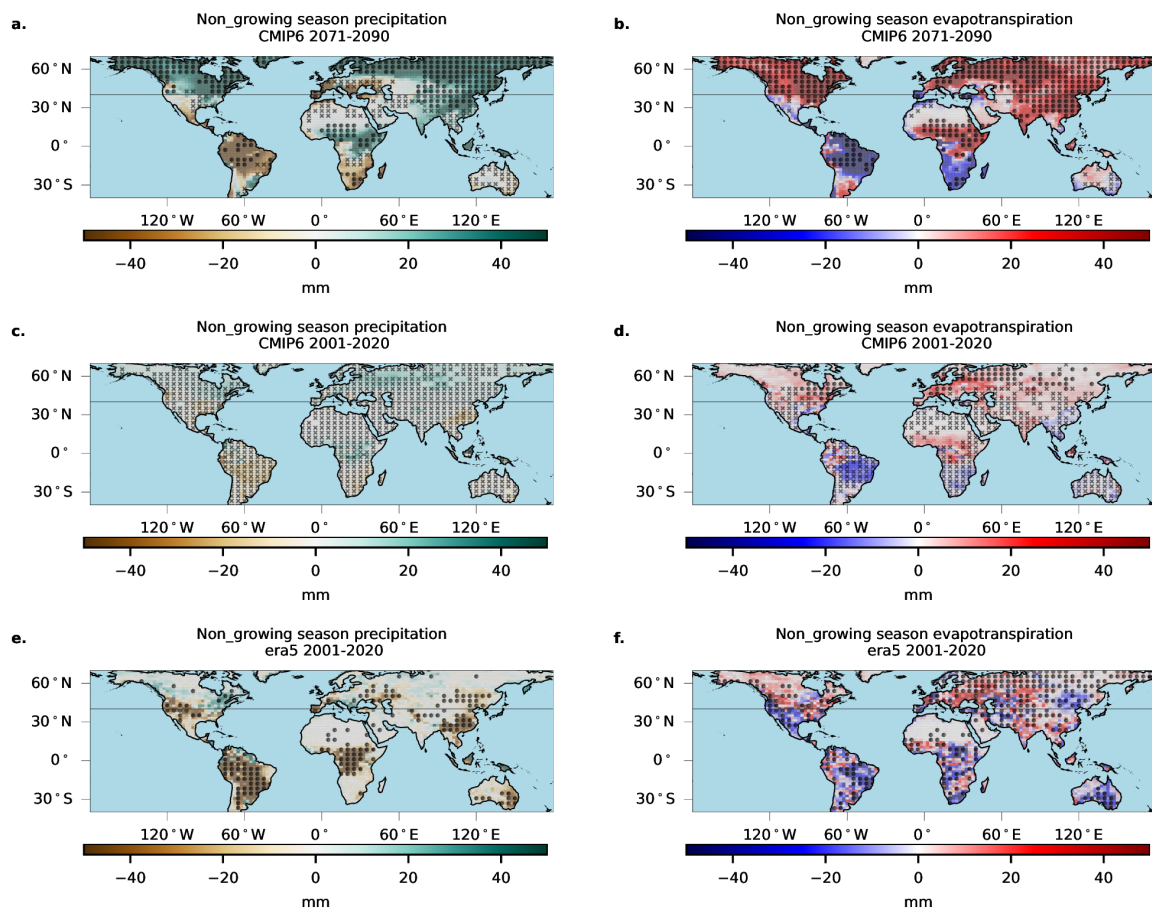 a.
Non_growing season precipitation
CMIP6 2071-2090
60°N
30°N
0°
30°S
120°W 60°W 0° 60°E 120°E
−40 −20 0 20 40
mm
b.
Non_growing season evapotranspiration
CMIP6 2071-2090
60°N
30°N
0°
30°S
120°W 60°W 0° 60°E 120°E
−40 −20 0 20 40
mm
c.
Non_growing season precipitation
CMIP6 2001-2020
60°N
30°N
0°
30°S
120°W 60°W 0° 60°E 120°E
−40 −20 0 20 40
mm
d.
Non_growing season evapotranspiration
CMIP6 2001-2020
60°N
30°N
0°
30°S
120°W 60°W 0° 60°E 120°E
−40 −20 0 20 40
mm
e.
Non_growing season precipitation
era5 2001-2020
60°N
30°N
0°
30°S
120°W 60°W 0° 60°E 120°E
−40 −20 0 20 40
mm
f.
Non_growing season evapotranspiration
era5 2001-2020
60°N
30°N
0°
30°S
120°W 60°W 0° 60°E 120°E
−40 −20 0 20 40
mm